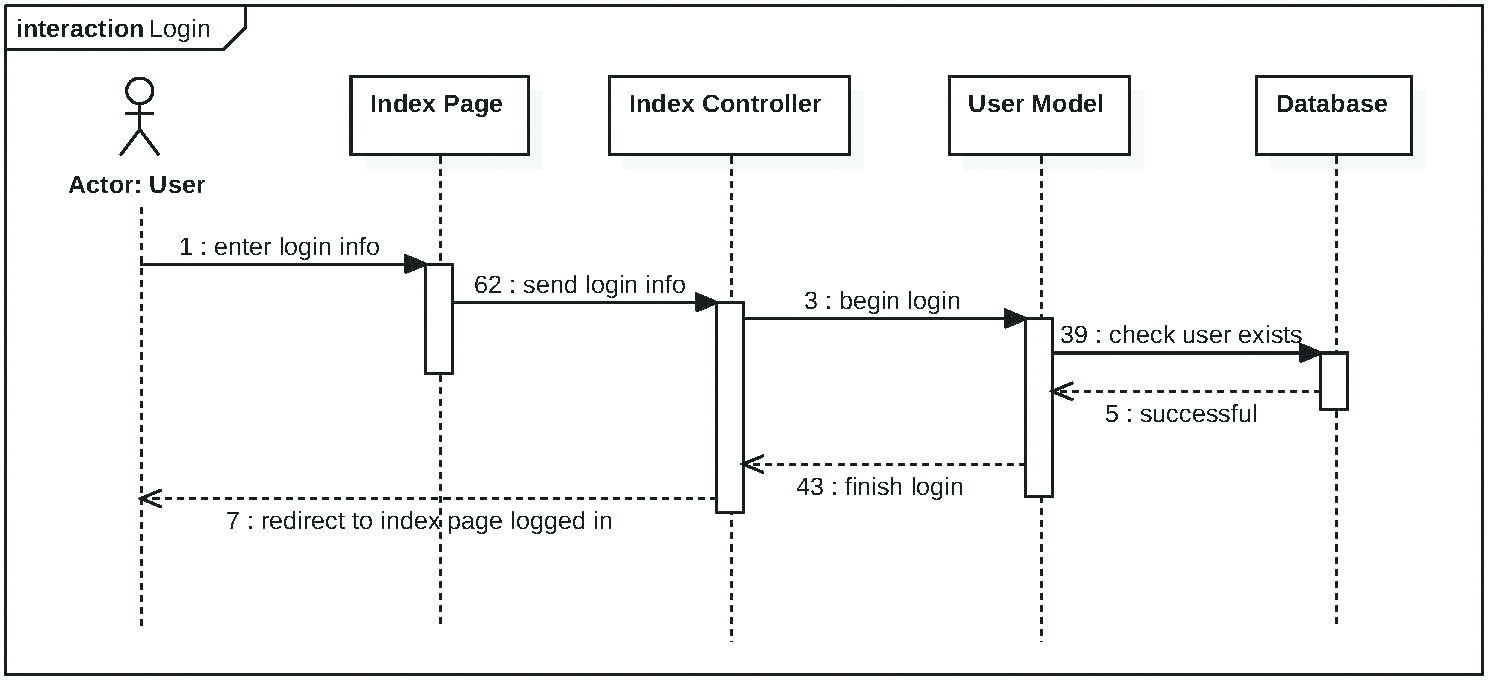 interaction Login
Index Page
Index Controller
User Model
Database
Actor: User
1 : enter login info
62 : send login info
3 : begin login
39 : check user exists
5 : successful
43 : finish login
7 : redirect to index page logged in